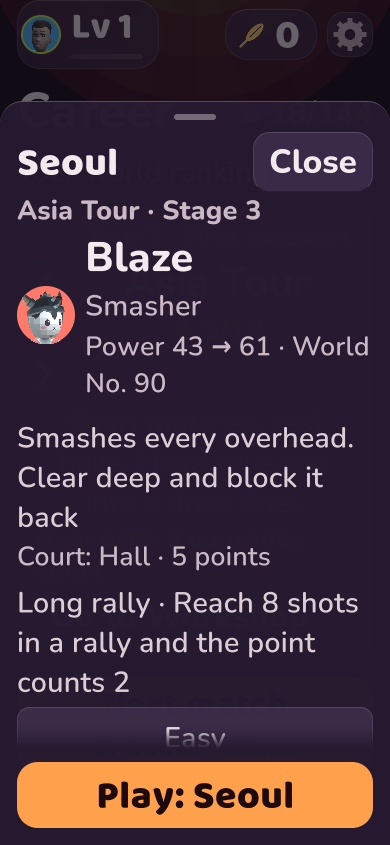 Lv 1
0
Career
Seoul
Close
Asia Tour · Stage 3
Blaze
Smasher
Power 43 → 61 · World
No. 90
Smashes every overhead.
Clear deep and block it
back
Court: Hall · 5 points
Long rally · Reach 8 shots
in a rally and the point
counts 2
Easy
Play: Seoul